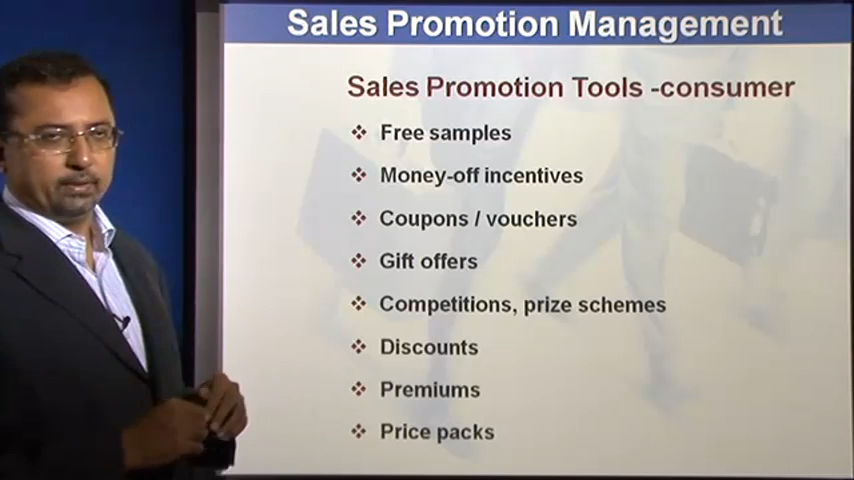 Sales Promotion Management
Sales Promotion Tools -consumer
Free samples
Money-off incentives
Coupons / vouchers
Gift offers
Competitions, prize schemes
Discounts
Premiums
Price packs